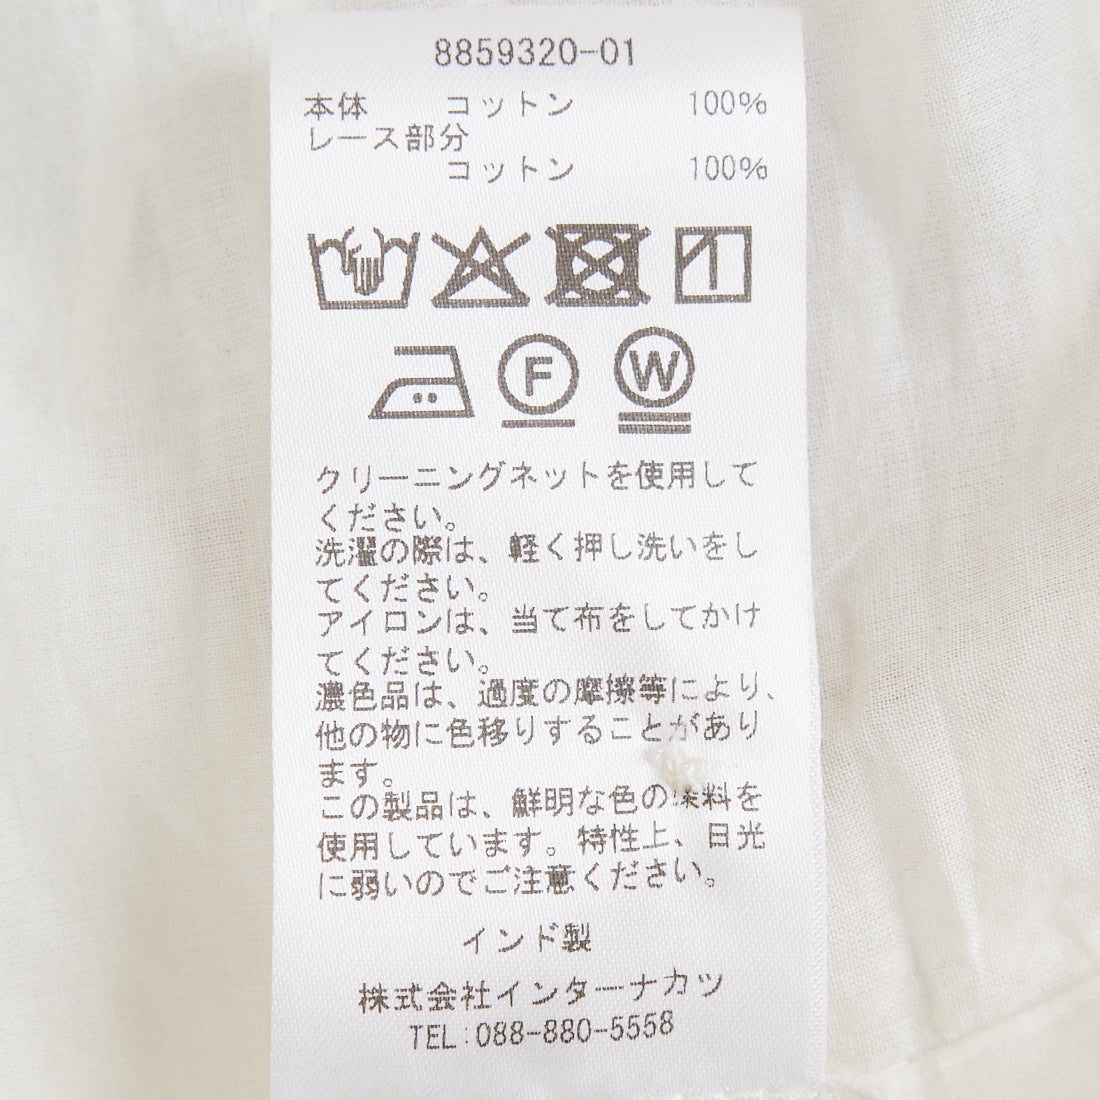 8859320-01
本体 コットン 100%
レース部分
コットン 100%
F W
クリーニングネットを使用して
ください。
洗濯の際は、軽く押し洗いをし
てください。
アイロンは、当て布をしてかけ
てください。
濃色品は、過度の摩擦等により、
他の物に色移りすることがあり
ます。
この製品は、鮮明な色の染料を
使用しています。特性上、日光
に弱いのでご注意ください。
インド製
株式会社インターナカツ
TEL:088-880-5558